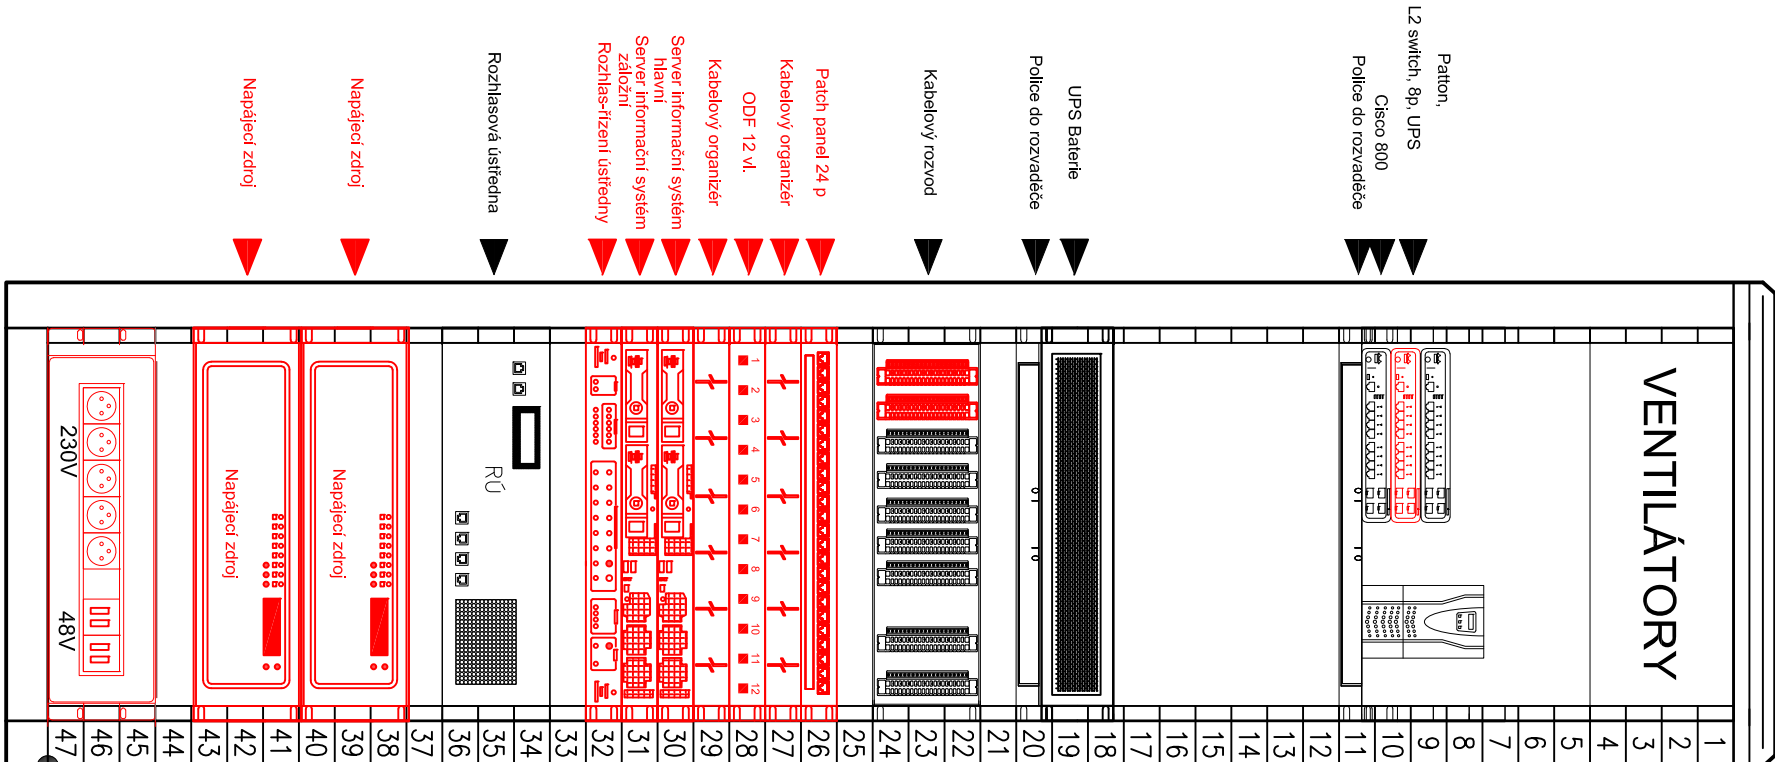 Patton,
L2 switch, 8p, UPS
Cisco 800
Police do rozvaděče
UPS Baterie
Police do rozvaděče
Kabelový rozvod
Patch panel 24 p
Kabelový organizér
ODF 12 vl.
Kabelový organizér
Server informační systém
hlavní
Server informační systém
záložní
Rozhlas-řízení ústředny
Rozhlasová ústředna
Napájecí zdroj
Napájecí zdroj
VENTILÁTORY
1
2
3
4
5
6
7
8
9
10
11
12
RÚ
Napájecí zdroj
Napájecí zdroj
230V
48V
1
2
3
4
5
6
7
8
9
10
11
12
13
14
15
16
17
18
19
20
21
22
23
24
25
26
27
28
29
30
31
32
33
34
35
36
37
38
39
40
41
42
43
44
45
46
47